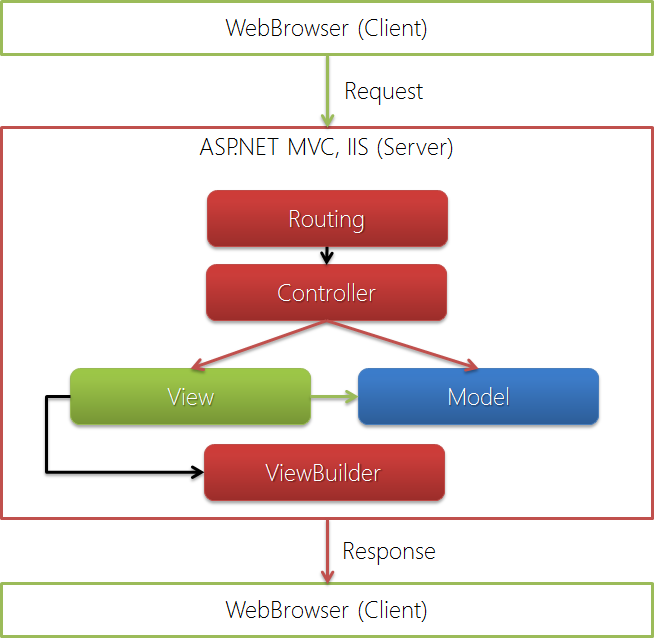 WebBrowser (Client)
Request
ASP.NET MVC, IIS (Server)
Routing
Controller
View
Model
ViewBuilder
Response
WebBrowser (Client)